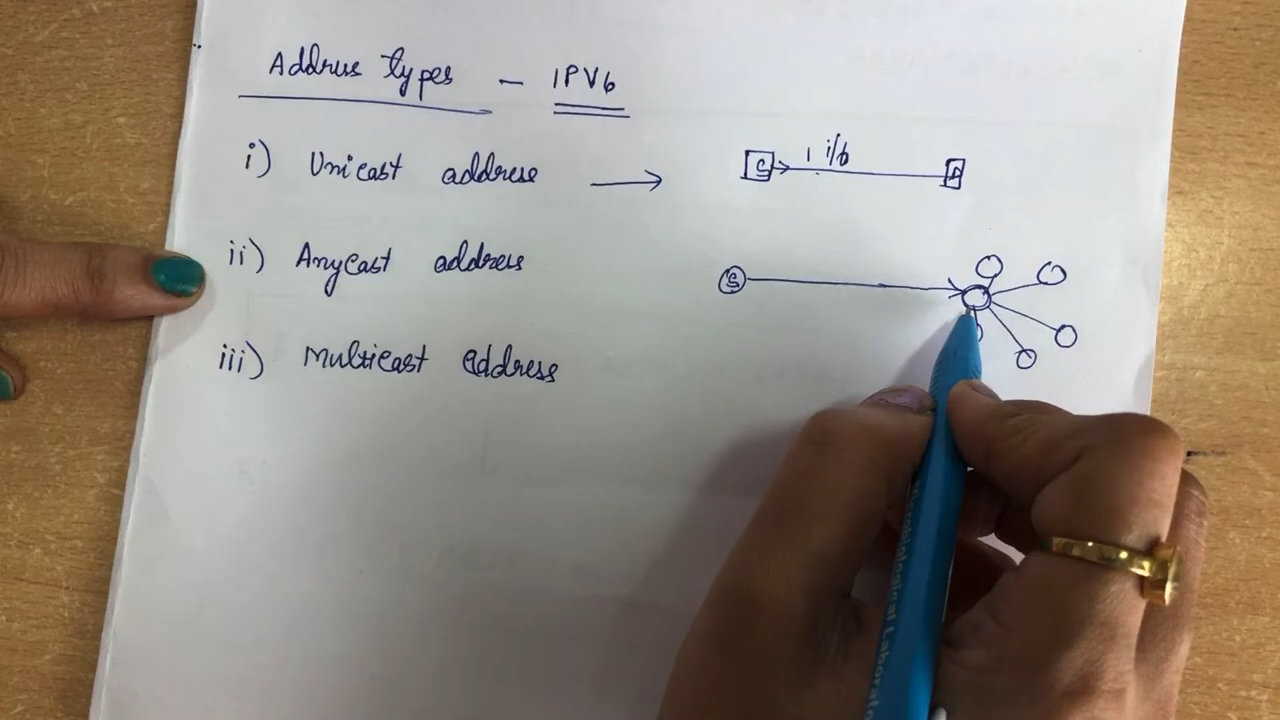 Address types - IPV6
i) Unicast address → S 1 i/b D
ii) Anycast address S
iii) Multicast address